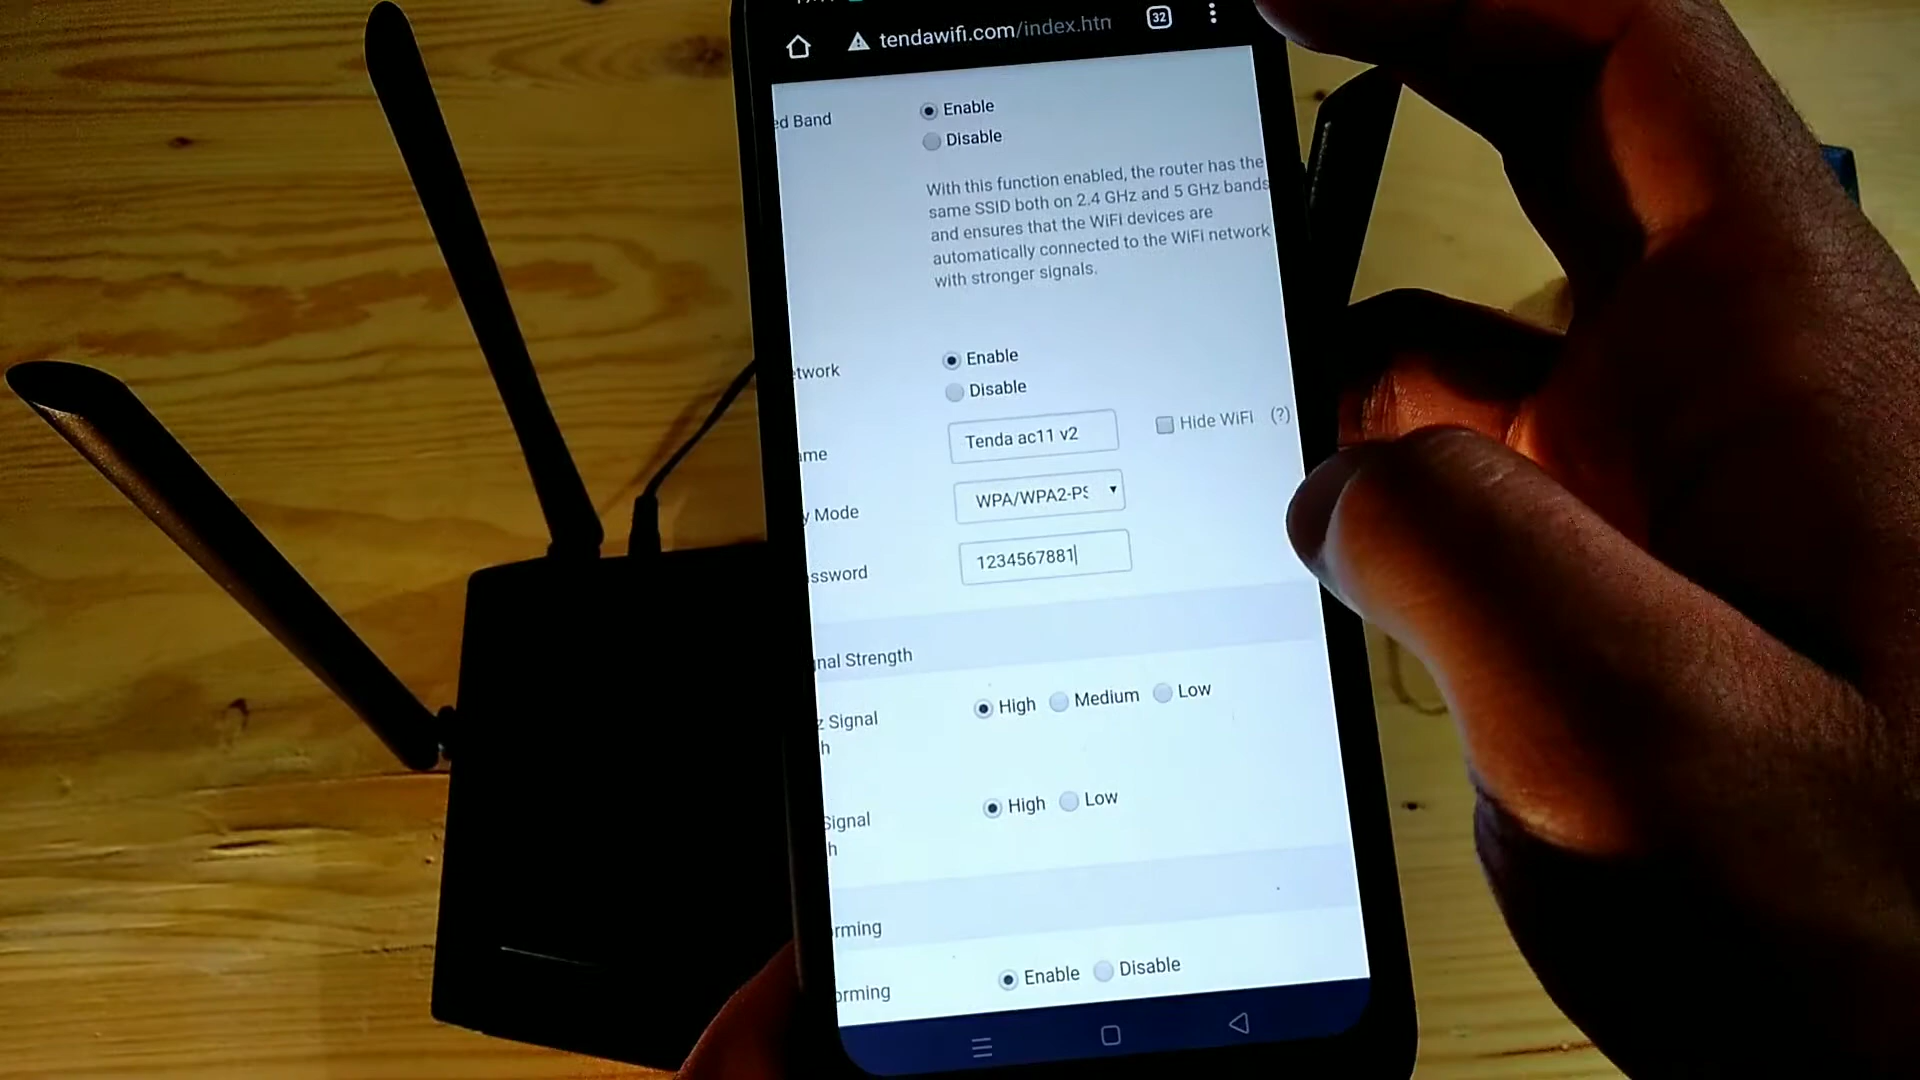 tendawifi.com/index.htn
32
ed Band
Enable
Disable
With this function enabled, the router has the
same SSID both on 2.4 GHz and 5 GHz bands
and ensures that the WiFi devices are
automatically connected to the WiFi network
with stronger signals.
twork
Enable
Disable
me
Tenda ac11 v2
Hide WiFi (?)
y Mode
WPA/WPA2-PS
ssword
1234567881
nal Strength
z Signal
h
High Medium Low
Signal
h
High Low
rming
orming
Enable Disable